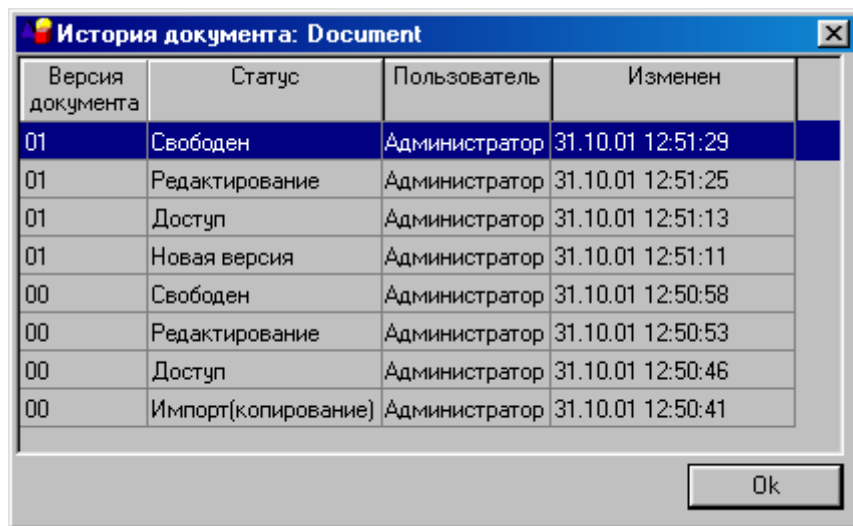 История документа: Document
Версия документа Статус Пользователь Изменен
01 Свободен Администратор 31.10.01 12:51:29
01 Редактирование Администратор 31.10.01 12:51:25
01 Доступ Администратор 31.10.01 12:51:13
01 Новая версия Администратор 31.10.01 12:51:11
00 Свободен Администратор 31.10.01 12:50:58
00 Редактирование Администратор 31.10.01 12:50:53
00 Доступ Администратор 31.10.01 12:50:46
00 Импорт(копирование) Администратор 31.10.01 12:50:41
Ok